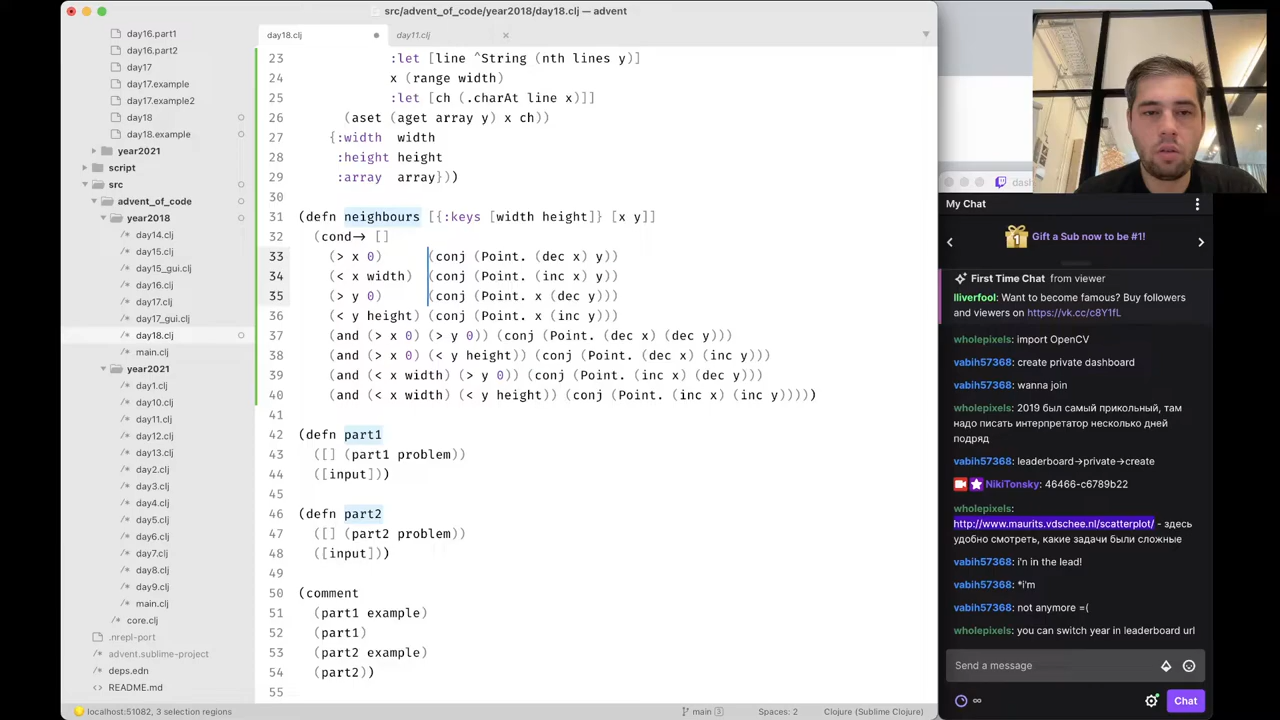 src/advent_of_code/year2018/day18.clj — advent
day16.part1
day16.part2
day17
day17.example
day17.example2
day18
day18.example
year2021
script
src
advent_of_code
year2018
day14.clj
day15.clj
day15_gui.clj
day16.clj
day17.clj
day17_gui.clj
day18.clj
main.clj
year2021
day1.clj
day10.clj
day11.clj
day12.clj
day13.clj
day2.clj
day3.clj
day4.clj
day5.clj
day6.clj
day7.clj
day8.clj
day9.clj
main.clj
core.clj
.nrepl-port
advent.sublime-project
deps.edn
README.md
day18.clj
day11.clj
23 :let [line ^String (nth lines y)]
24 x (range width)
25 :let [ch (.charAt line x)]]
26 (aset (aget array y) x ch))
27 {:width width
28 :height height
29 :array array}))
30
31 (defn neighbours [{:keys [width height]} [x y]]
32 (cond-> []
33 (> x 0) (conj (Point. (dec x) y))
34 (< x width) (conj (Point. (inc x) y))
35 (> y 0) (conj (Point. x (dec y)))
36 (< y height) (conj (Point. x (inc y)))
37 (and (> x 0) (> y 0)) (conj (Point. (dec x) (dec y)))
38 (and (> x 0) (< y height)) (conj (Point. (dec x) (inc y)))
39 (and (< x width) (> y 0)) (conj (Point. (inc x) (dec y)))
40 (and (< x width) (< y height)) (conj (Point. (inc x) (inc y)))))
41
42 (defn part1
43 ([] (part1 problem))
44 ([input]))
45
46 (defn part2
47 ([] (part2 problem))
48 ([input]))
49
50 (comment
51 (part1 example)
52 (part1)
53 (part2 example)
54 (part2))
55
localhost:51082, 3 selection regions
main 3
Spaces: 2
Clojure (Sublime Clojure)
das
My Chat
Gift a Sub now to be #1!
1
First Time Chat from viewer
lliverfool: Want to become famous? Buy followers
and viewers on https://vk.cc/c8Y1fL
wholepixels: import OpenCV
vabih57368: create private dashboard
vabih57368: wanna join
wholepixels: 2019 был самый прикольный, там
надо писать интерпретатор несколько дней
подряд
vabih57368: leaderboard->private->create
NikiTonsky: 46466-c6789b22
wholepixels:
http://www.maurits.vdschee.nl/scatterplot/ - здесь
удобно смотреть, какие задачи были сложные
vabih57368: i'n in the lead!
vabih57368: *i'm
vabih57368: not anymore =(
wholepixels: you can switch year in leaderboard url
Send a message
Chat